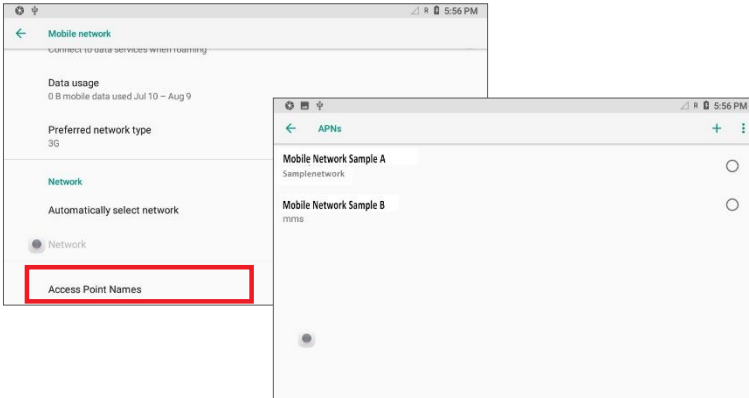 R 5:56 PM
Mobile network
Connect to data services when roaming
Data usage
0 B mobile data used Jul 10 – Aug 9
Preferred network type
3G
Network
Automatically select network
Network
Access Point Names
R 5:56 PM
APNs
Mobile Network Sample A
Samplenetwork
Mobile Network Sample B
mms